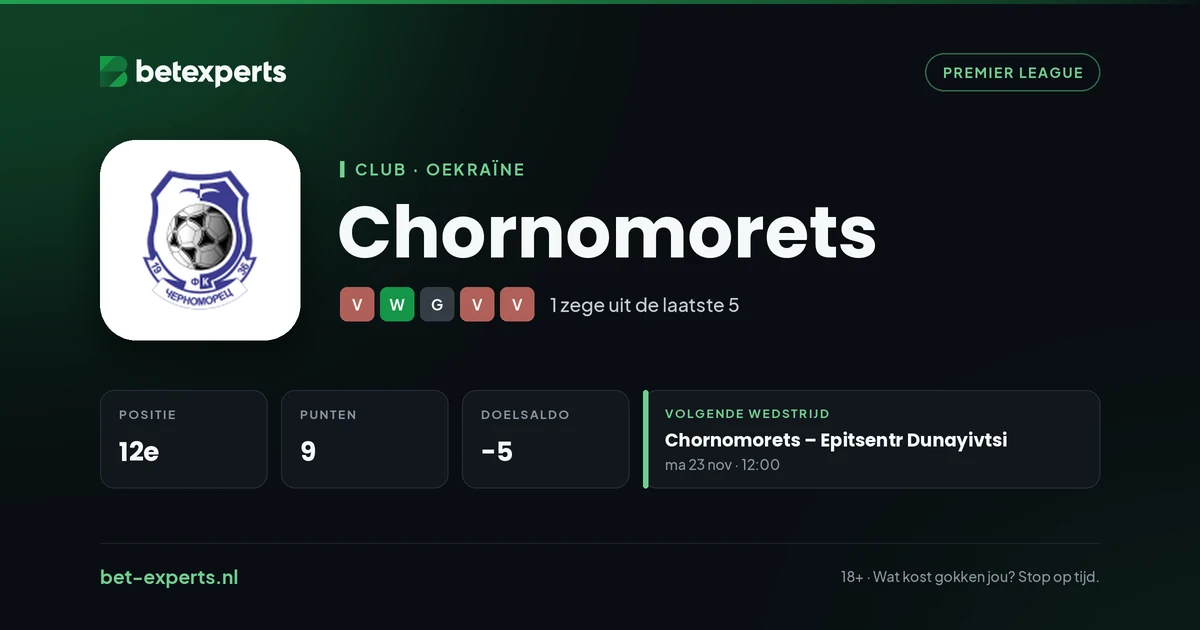 betexperts
PREMIER LEAGUE
19 ФК 36
ЧЕРНОМОРЕЦ
CLUB · OEKRAÏNE
Chornomorets
V W G V V 1 zege uit de laatste 5
POSITIE
12e
PUNTEN
9
DOELSALDO
−5
VOLGENDE WEDSTRIJD
Chornomorets – Epitsentr Dunayivtsi
ma 23 nov · 12:00
bet-experts.nl
18+ · Wat kost gokken jou? Stop op tijd.